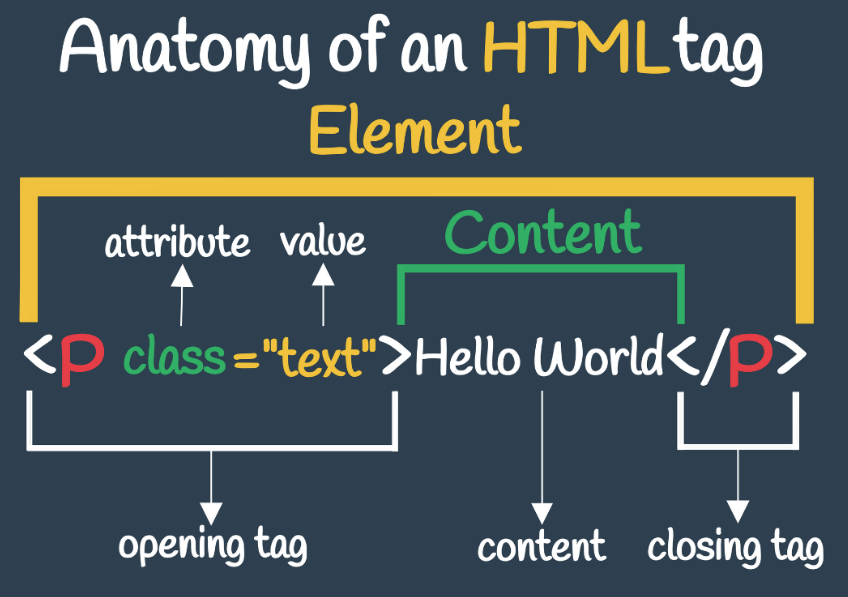 Anatomy of an HTML tag
Element
Content
attribute value
<p class="text">Hello World</p>
opening tag content closing tag